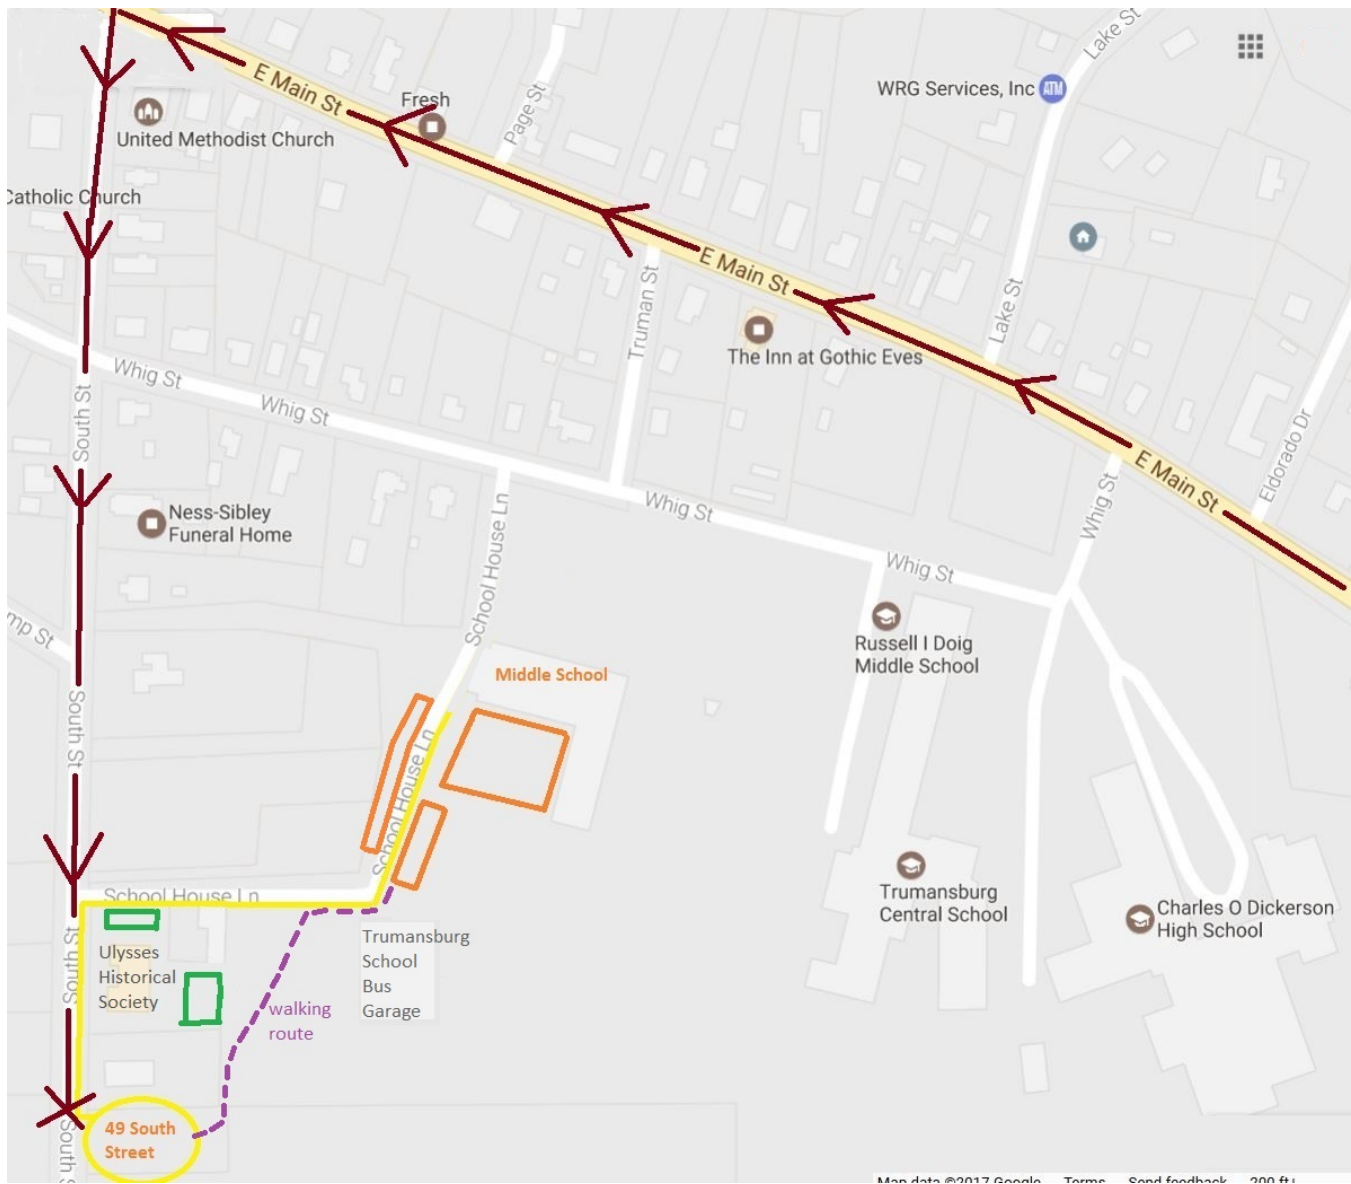 Lake St
WRG Services, Inc
ATM
E Main St
Fresh
Page St
United Methodist Church
Catholic Church
E Main St
Truman St
Lake St
The Inn at Gothic Eves
Whig St
Whig St
South St
E Main St
Eldorado Dr
Whig St
Whig St
School House Ln
Ness-Sibley
Funeral Home
Whig St
Russell I Doig
Middle School
mp St
Middle School
South St
School House Ln
Trumansburg
Central School
Charles O Dickerson
High School
School House Ln
South St
Ulysses
Historical
Society
Trumansburg
School
Bus
Garage
walking
route
49 South
Street
South S
Map data ©2017 Google Terms Send feedback 200 ft